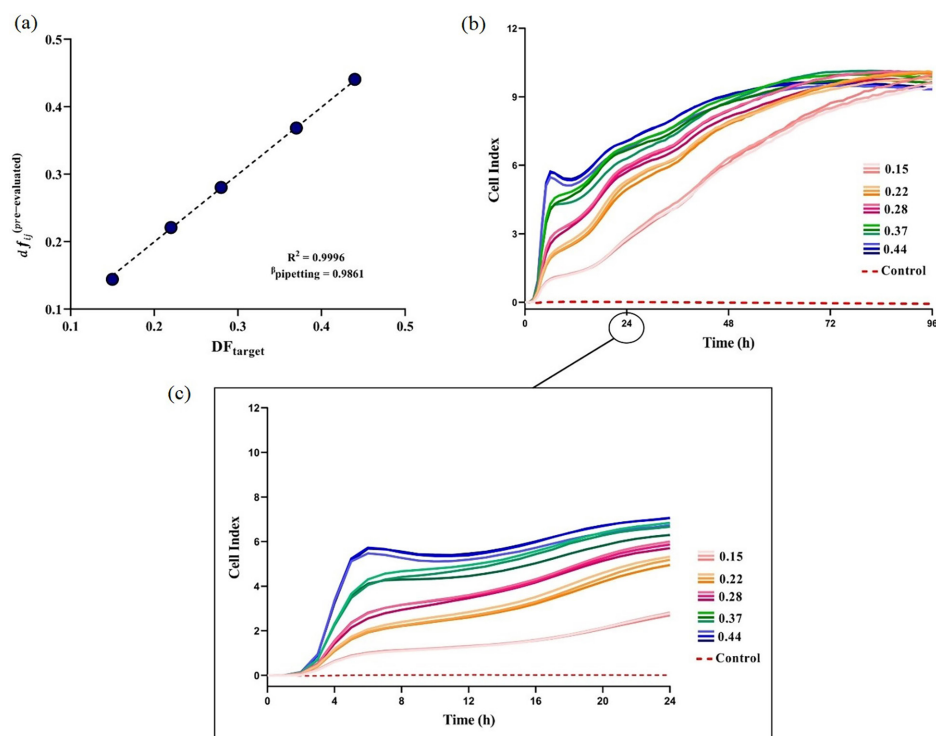 (a)
0.5
0.4
0.3
0.2
0.1
0.1 0.2 0.3 0.4 0.5
df_ij^(pre−evaluated)
DF_target
R² = 0.9996
β_pipetting = 0.9861
(b)
12
9
6
3
0
0 24 48 72 96
Cell Index
Time (h)
0.15
0.22
0.28
0.37
0.44
Control
(c)
12
10
8
6
4
2
0
0 4 8 12 16 20 24
Cell Index
Time (h)
0.15
0.22
0.28
0.37
0.44
Control